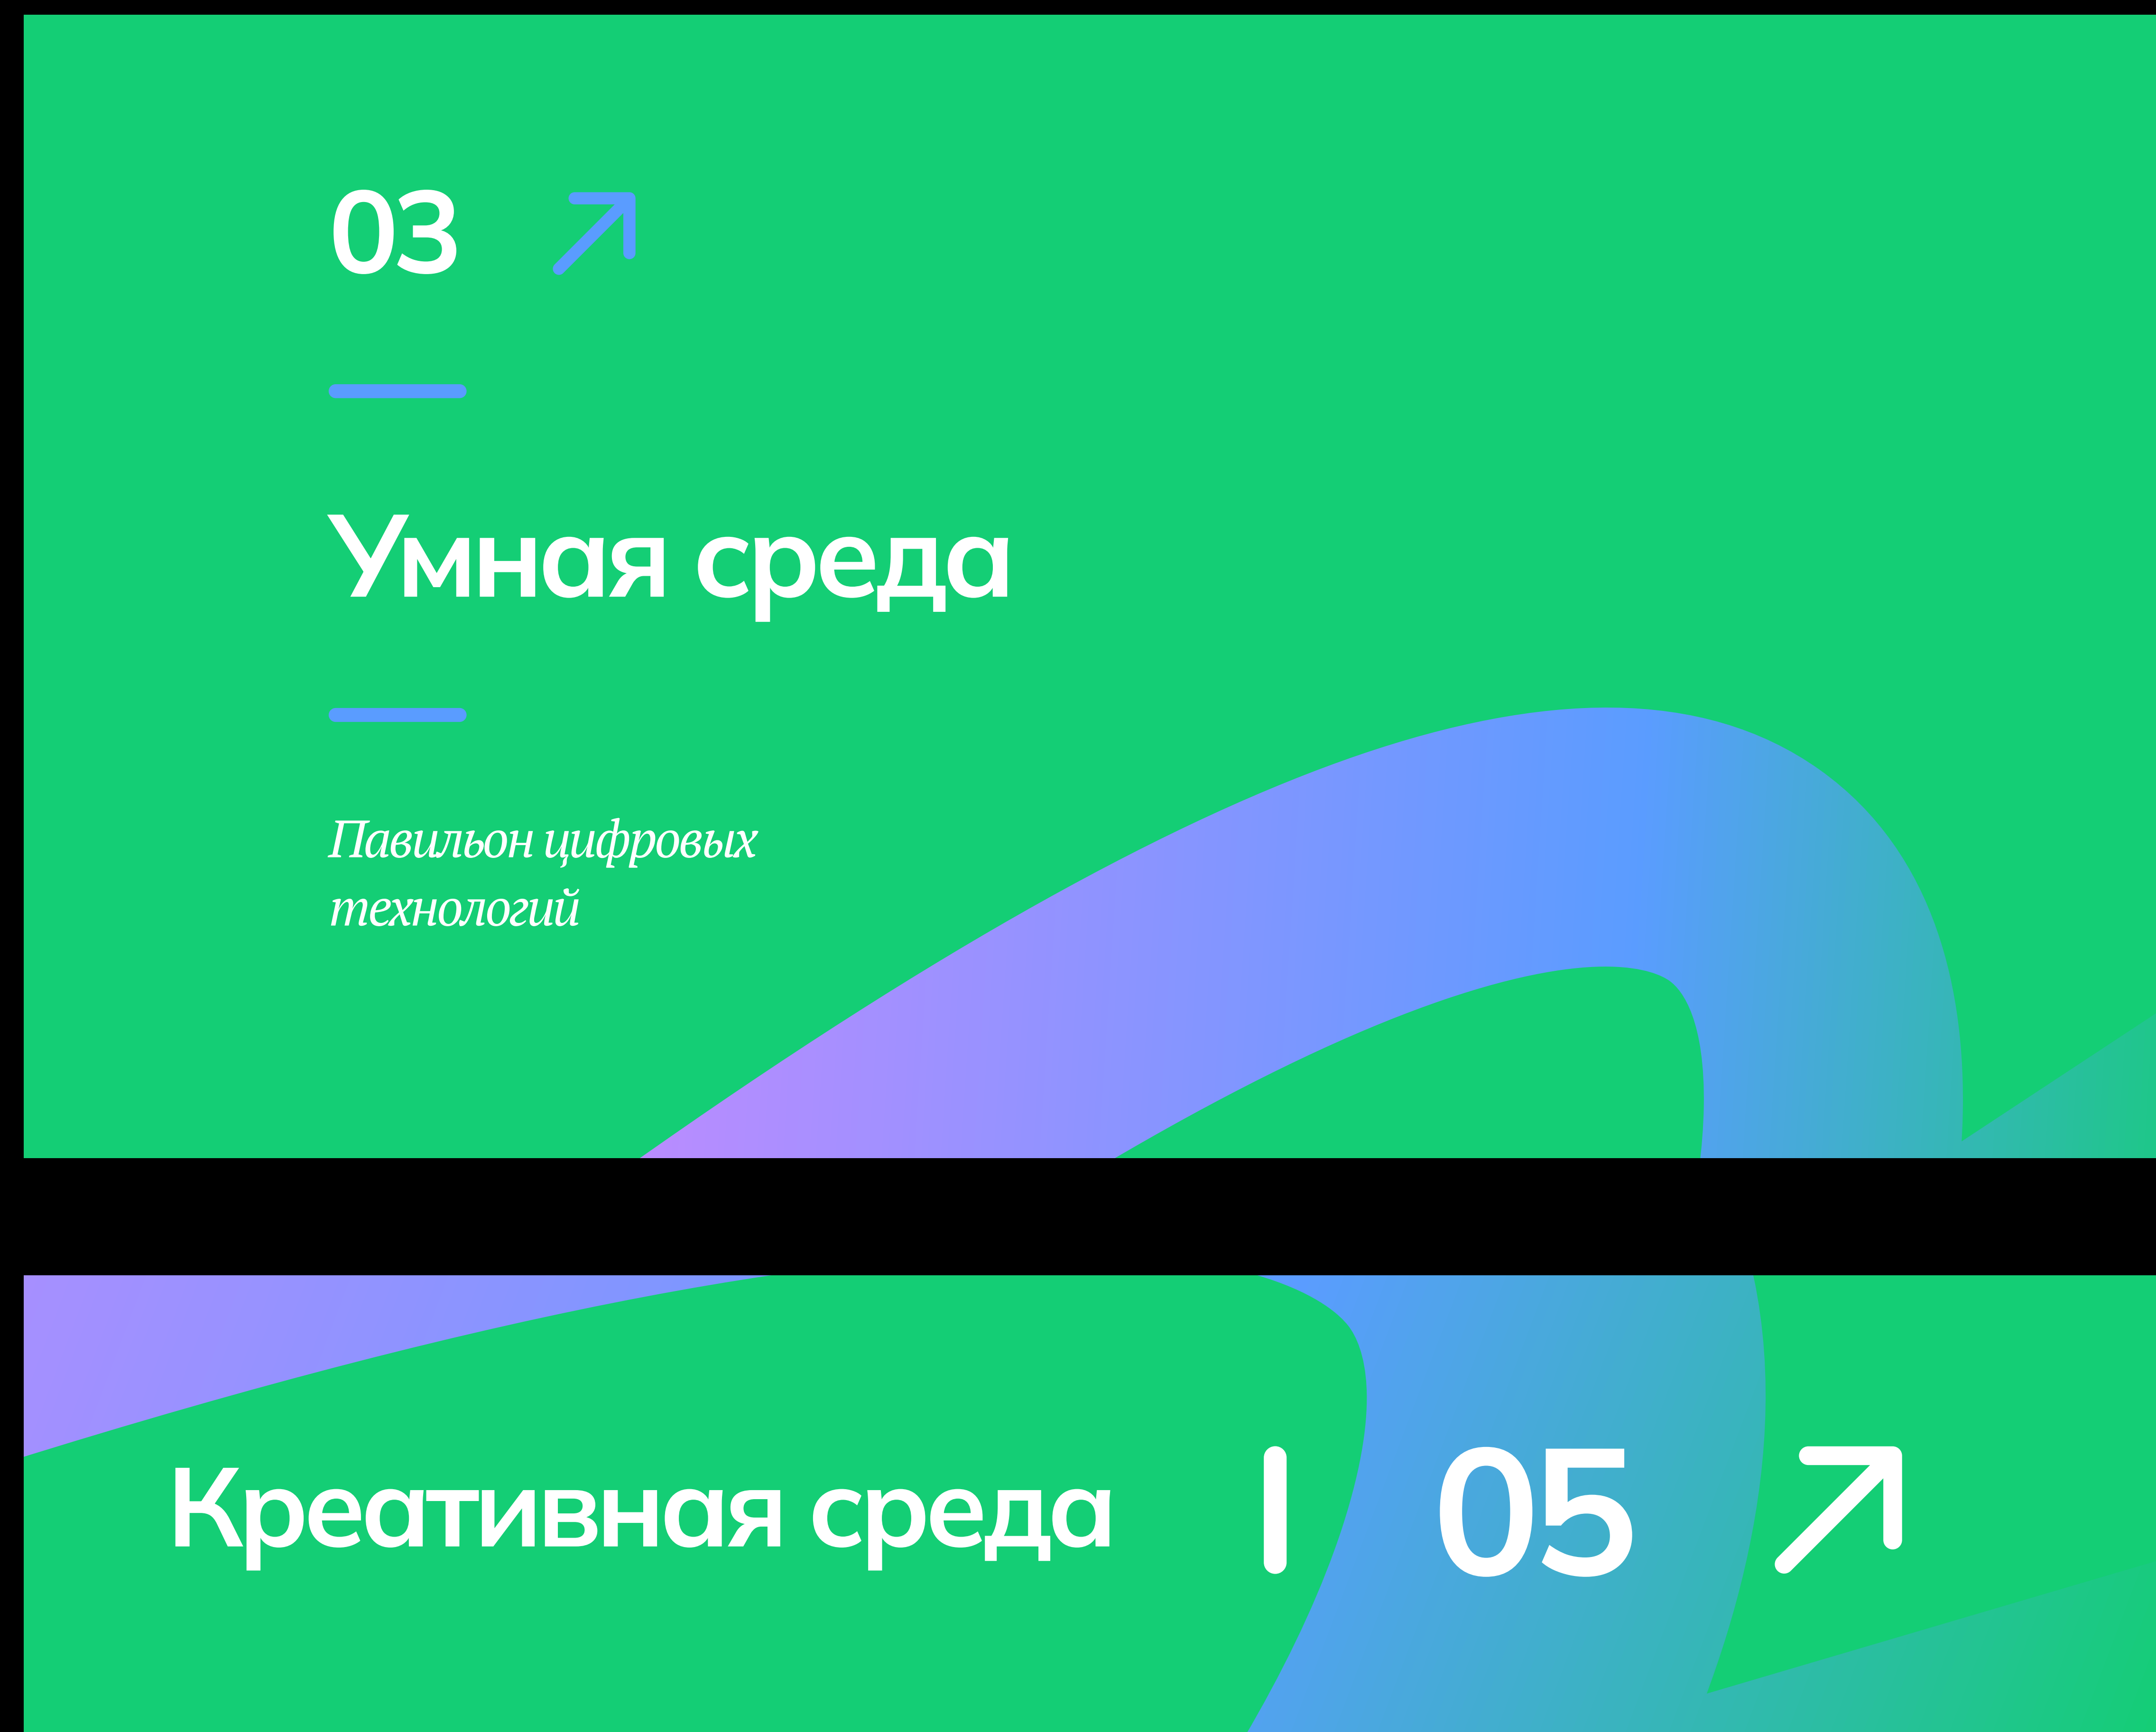 03
Умная среда
Павильон цифровых
технологий
Креативная среда
05